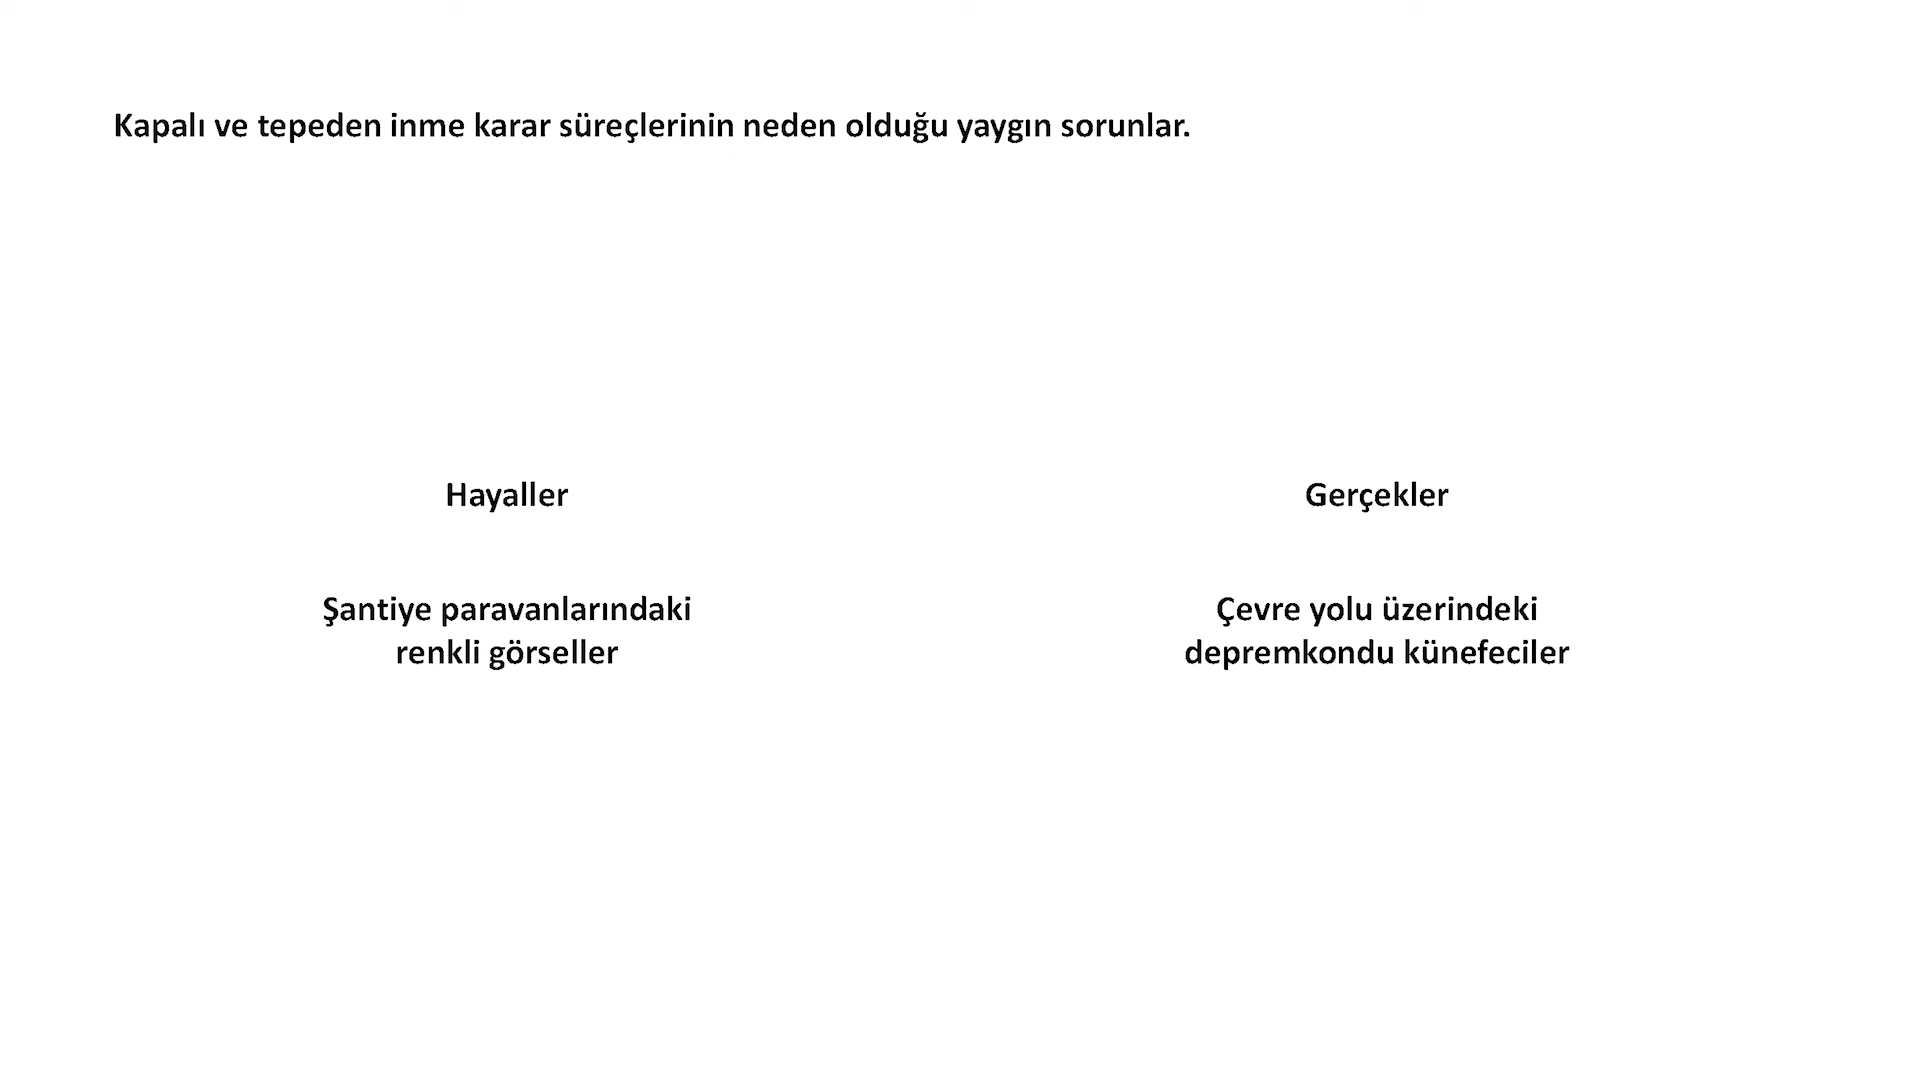 Kapalı ve tepeden inme karar süreçlerinin neden olduğu yaygın sorunlar.
Hayaller
Şantiye paravanlarındaki
renkli görseller
Gerçekler
Çevre yolu üzerindeki
depremkondu künefeciler